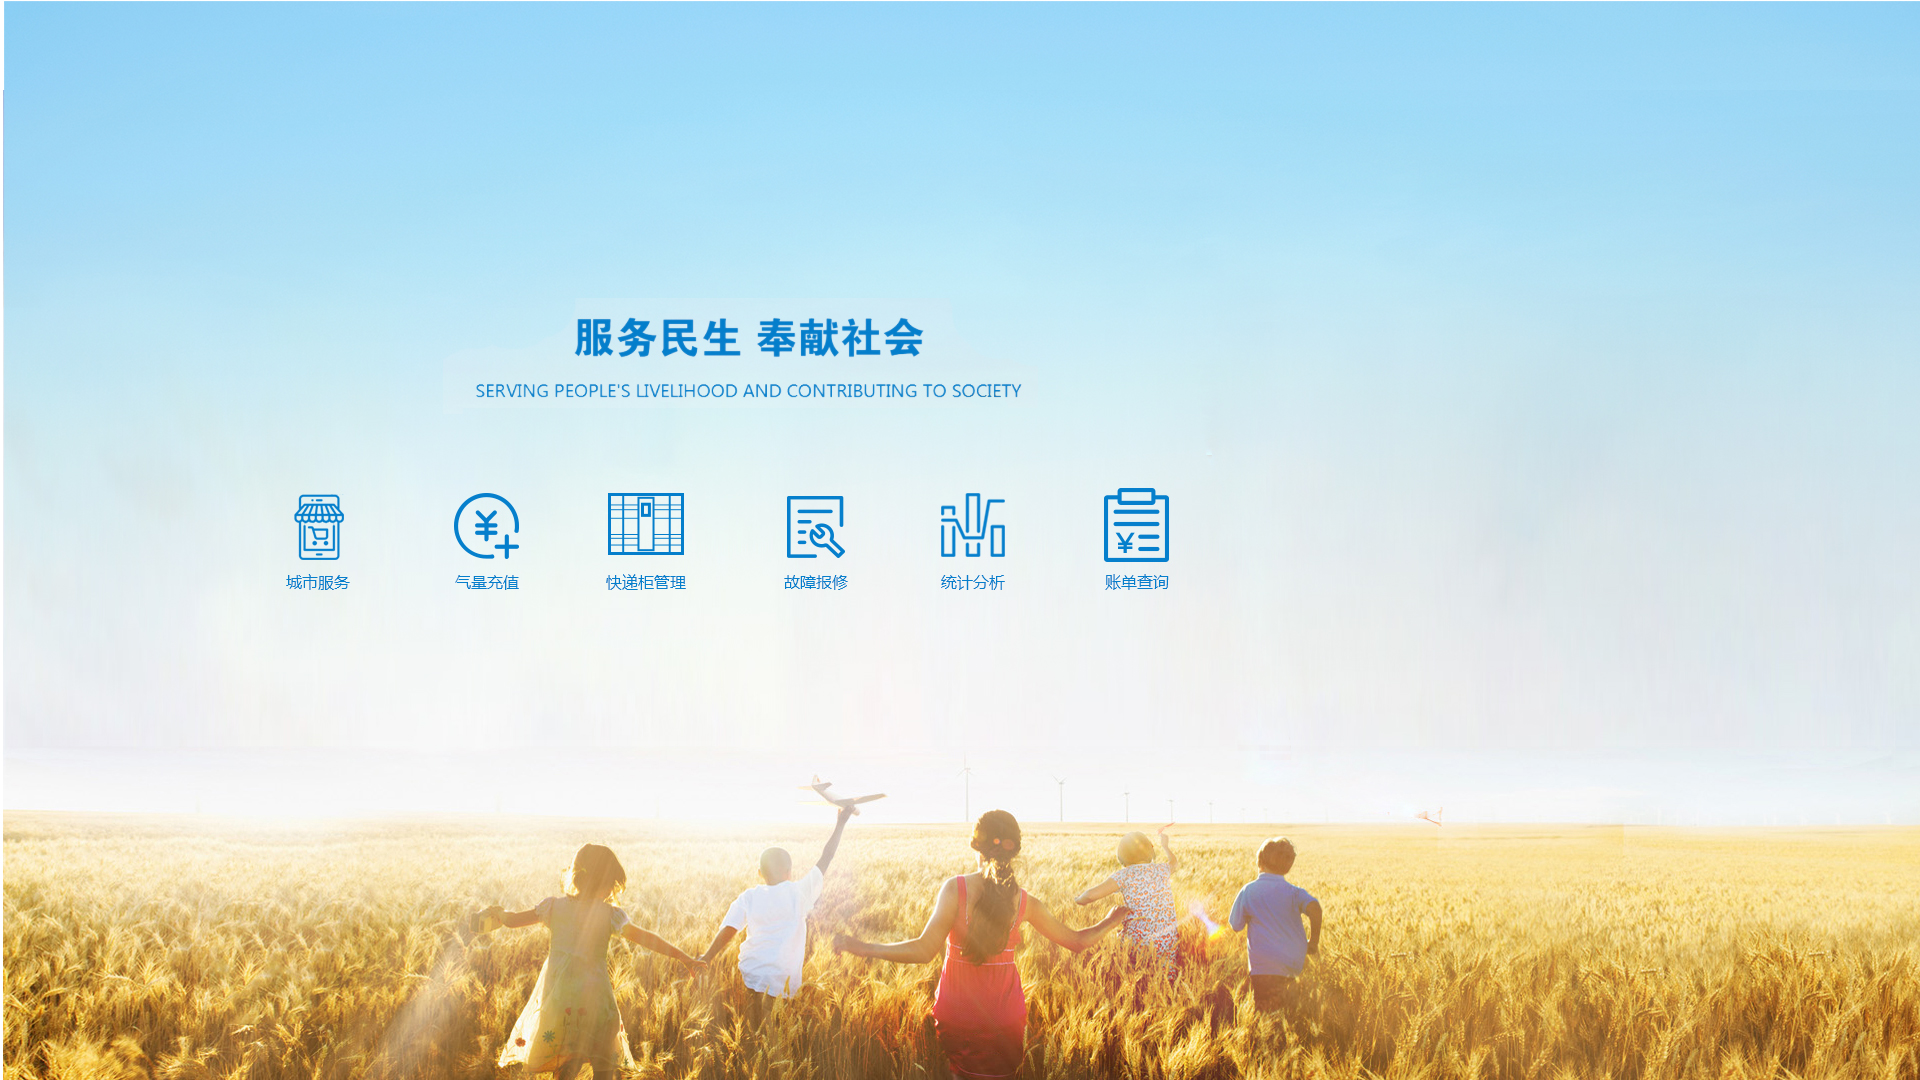 服务民生 奉献社会
SERVING PEOPLE'S LIVELIHOOD AND CONTRIBUTING TO SOCIETY
城市服务 气量充值 快递柜管理 故障报修 统计分析 账单查询